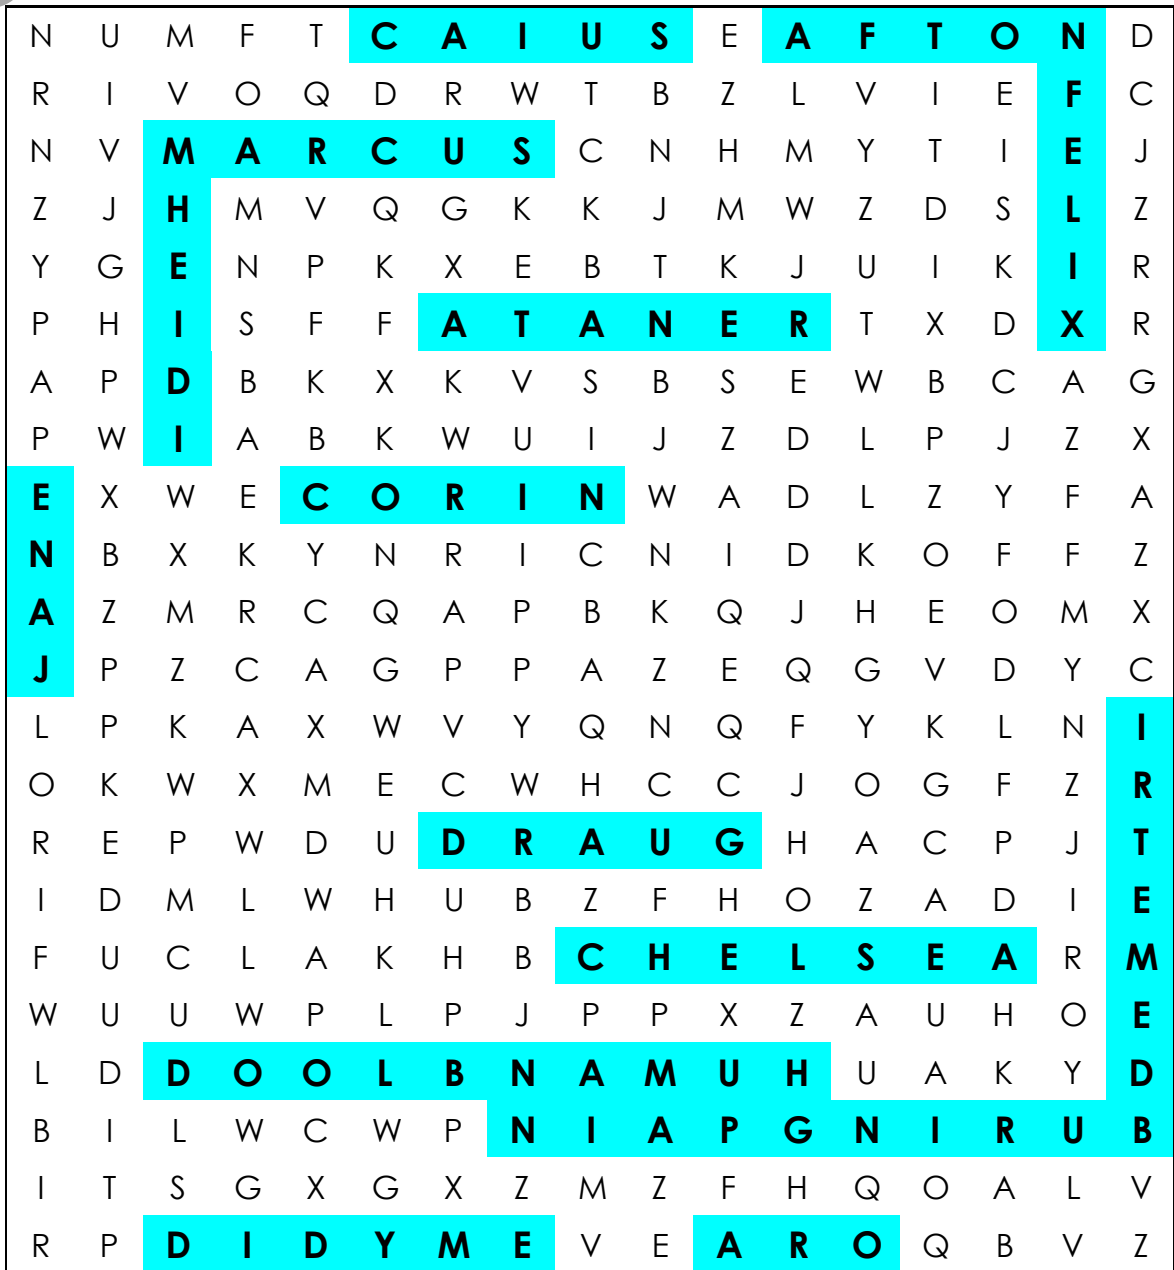 N U M F T C A I U S E A F T O N D
R I V O Q D R W T B Z L V I E F C
N V M A R C U S C N H M Y T I E J
Z J H M V Q G K K J M W Z D S L Z
Y G E N P K X E B T K J U I K I R
P H I S F F A T A N E R T X D X R
A P D B K X K V S B S E W B C A G
P W I A B K W U I J Z D L P J Z X
E X W E C O R I N W A D L Z Y F A
N B X K Y N R I C N I D K O F F Z
A Z M R C Q A P B K Q J H E O M X
J P Z C A G P P A Z E Q G V D Y C
L P K A X W V Y Q N Q F Y K L N I
O K W X M E C W H C C J O G F Z R
R E P W D U D R A U G H A C P J T
I D M L W H U B Z F H O Z A D I E
F U C L A K H B C H E L S E A R M
W U U W P L P J P P X Z A U H O E
L D D O O L B N A M U H U A K Y D
B I L W C W P N I A P G N I R U B
I T S G X G X Z M Z F H Q O A L V
R P D I D Y M E V E A R O Q B V Z